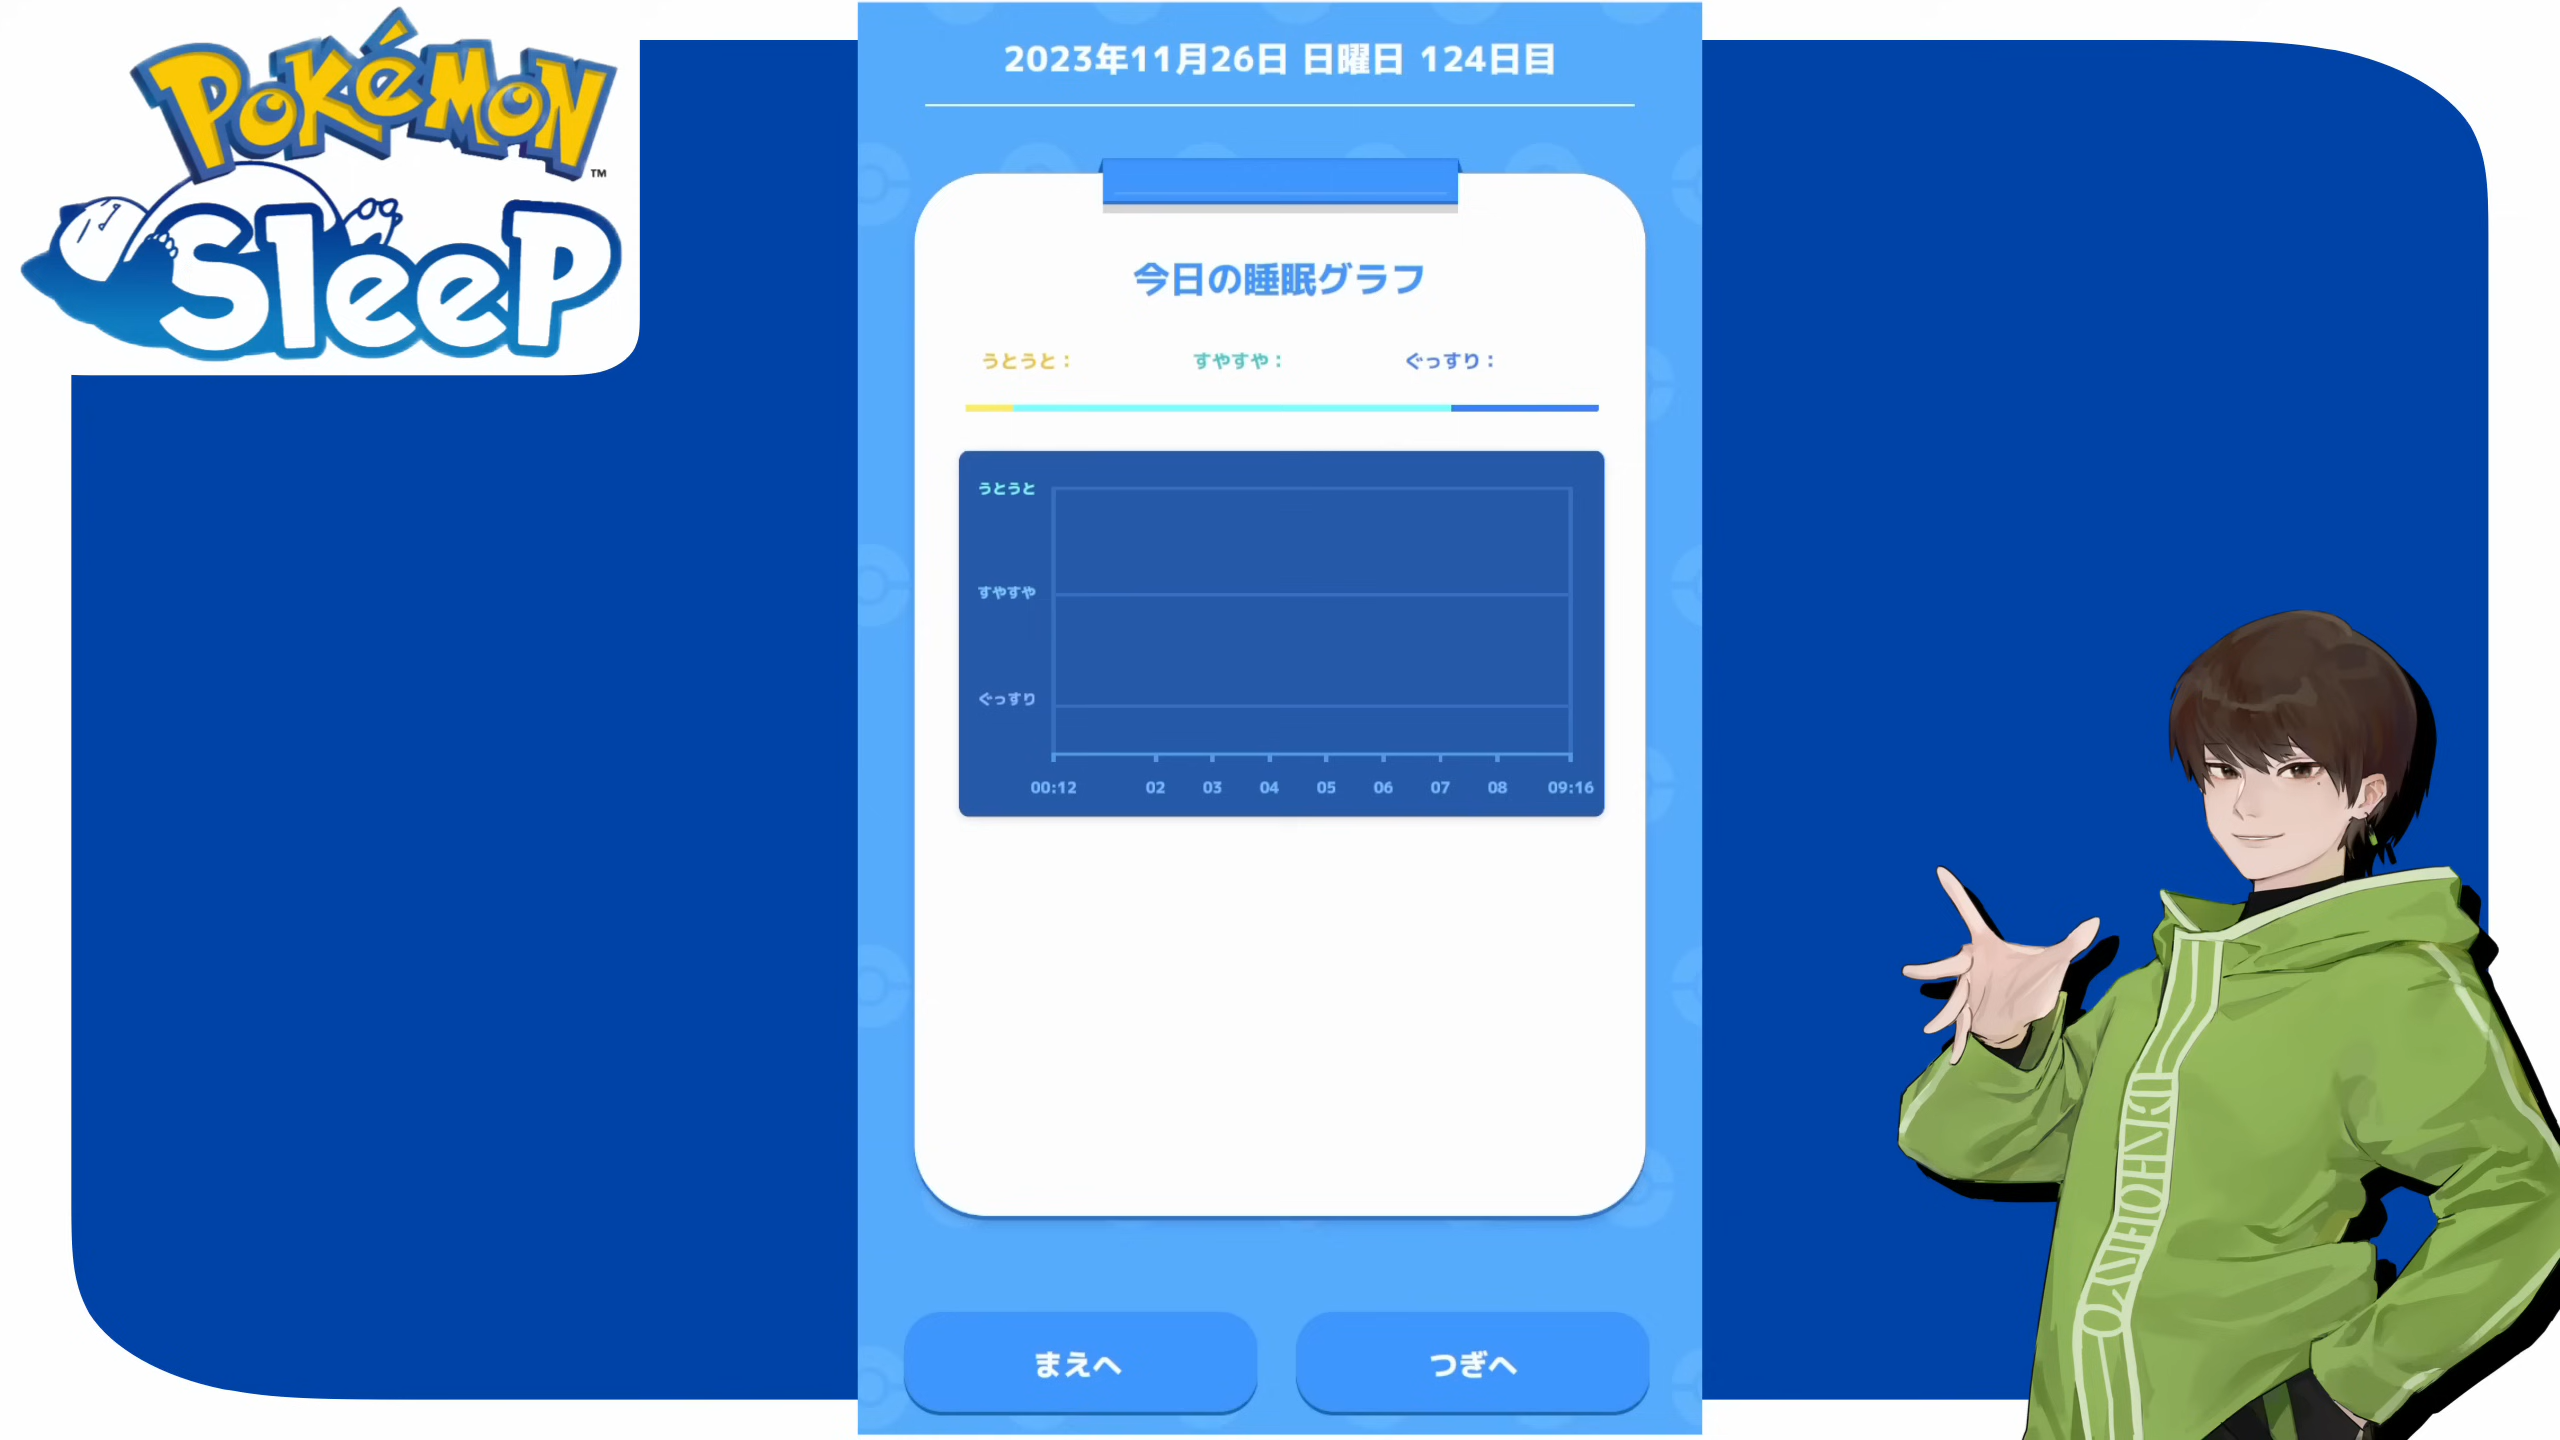 POKéMON
TM
Sleep
2023年11月26日 日曜日 124日目
今日の睡眠グラフ
うとうと： すやすや： ぐっすり：
うとうと
すやすや
ぐっすり
00:12 02 03 04 05 06 07 08 09:16
まえへ つぎへ